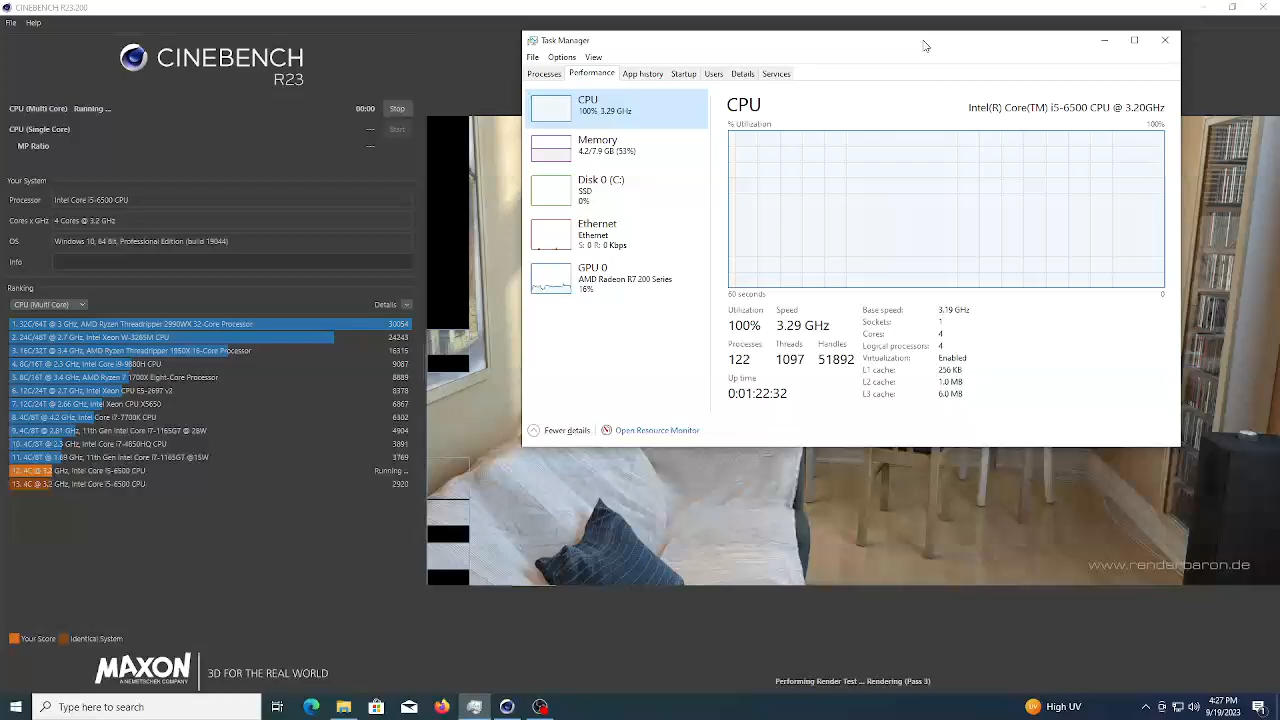 CINEBENCH R23.200
File Help
CINEBENCH
R23
CPU (Multi Core) Running ... 00:00 Stop
CPU (Single Core) --- Start
MP Ratio ---
Your System
Processor Intel Core i5-6500 CPU
Cores x GHz 4 Cores @ 3.2 GHz
OS Windows 10, 64 Bit, Professional Edition (build 19044)
Info
Ranking
CPU (Multi Core) Details
1. 32C/64T @ 3 GHz, AMD Ryzen Threadripper 2990WX 32-Core Processor 30054
2. 24C/48T @ 2.7 GHz, Intel Xeon W-3265M CPU 24243
3. 16C/32T @ 3.4 GHz, AMD Ryzen Threadripper 1950X 16-Core Processor 16315
4. 8C/16T @ 2.3 GHz, Intel Core i9-9880H CPU 9087
5. 8C/16T @ 3.4 GHz, AMD Ryzen 7 1700X Eight-Core Processor 8889
6. 12C/24T @ 2.7 GHz, Intel Xeon CPU E5-2697 v2 8378
7. 12C/24T @ 2.66 GHz, Intel Xeon CPU X5650 6867
8. 4C/8T @ 4.2 GHz, Intel Core i7-7700K CPU 6302
9. 4C/8T @ 2.81 GHz, 11th Gen Intel Core i7-1165G7 @ 28W 4904
10. 4C/8T @ 2.3 GHz, Intel Core i7-4850HQ CPU 3891
11. 4C/8T @ 1.69 GHz, 11th Gen Intel Core i7-1165G7 @15W 3769
12. 4C @ 3.2 GHz, Intel Core i5-6500 CPU Running ...
13. 4C @ 3.2 GHz, Intel Core i5-6500 CPU 2920
Your Score Identical System
MAXON
A NEMETSCHEK COMPANY
3D FOR THE REAL WORLD
Task Manager
File Options View
Processes Performance App history Startup Users Details Services
CPU
100% 3.29 GHz
Memory
4.2/7.9 GB (53%)
Disk 0 (C:)
SSD
0%
Ethernet
Ethernet
S: 0 R: 0 Kbps
GPU 0
AMD Radeon R7 200 Series
16%
CPU Intel(R) Core(TM) i5-6500 CPU @ 3.20GHz
% Utilization 100%
60 seconds 0
Utilization Speed
100% 3.29 GHz
Processes Threads Handles
122 1097 51892
Up time
0:01:22:32
Base speed: 3.19 GHz
Sockets: 1
Cores: 4
Logical processors: 4
Virtualization: Enabled
L1 cache: 256 KB
L2 cache: 1.0 MB
L3 cache: 6.0 MB
Fewer details Open Resource Monitor
www.renderbaron.de
Performing Render Test ... Rendering (Pass 3)
Type here to search
UV High UV
4:27 PM
9/19/2023